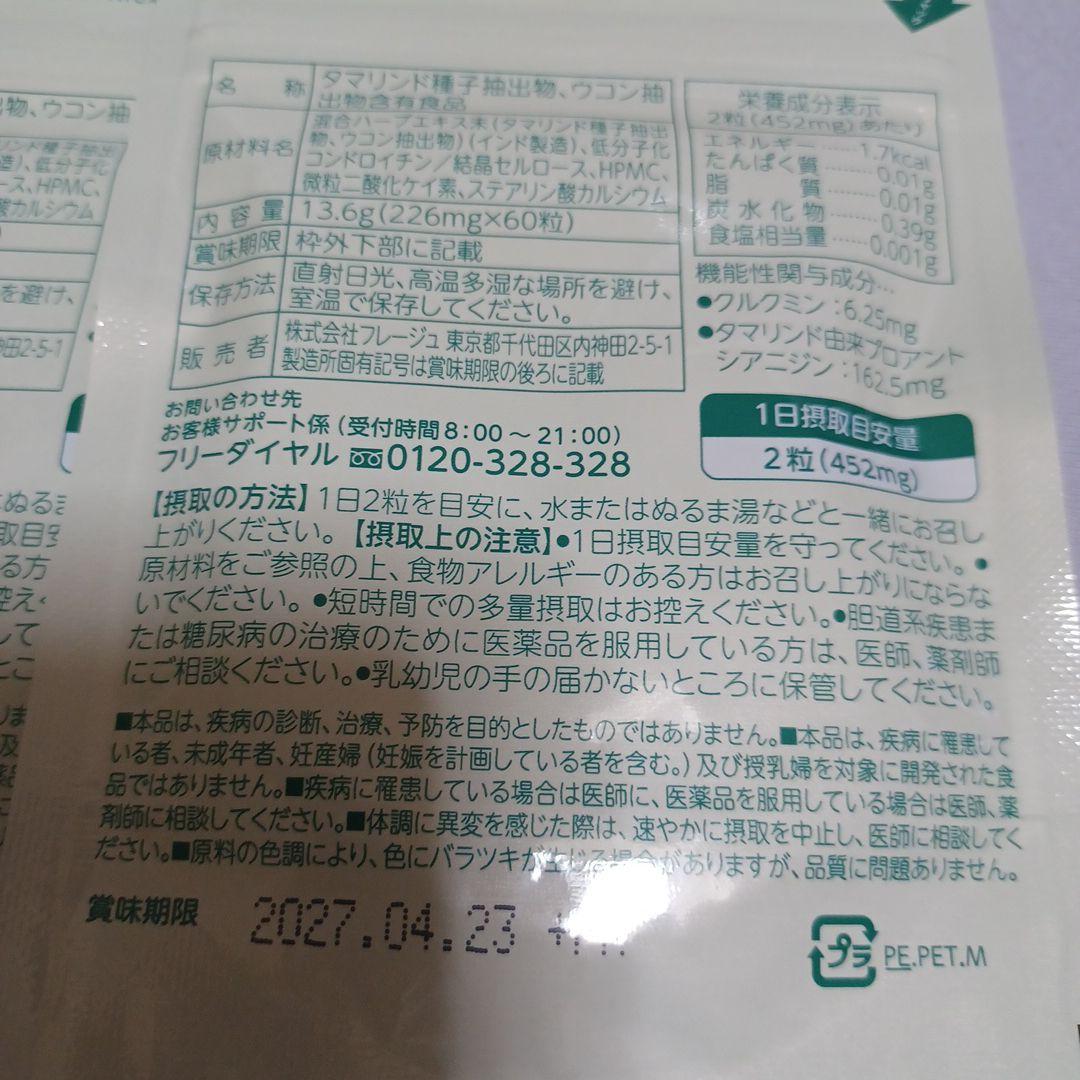 名称 タマリンド種子抽出物、ウコン抽
出物含有食品
原材料名 混合ハーブエキス末(タマリンド種子抽出
物、ウコン抽出物)(インド製造)、低分子化
コンドロイチン/結晶セルロース、HPMC、
微粒二酸化ケイ素、ステアリン酸カルシウム
内容量 13.6g(226mg×60粒)
賞味期限 枠外下部に記載
保存方法 直射日光、高温多湿な場所を避け、
室温で保存してください。
販売者 株式会社フレージュ 東京都千代田区内神田2-5-1
製造所固有記号は賞味期限の後ろに記載
栄養成分表示
2粒(452mg)あたり
エネルギー……1.7kcal
たんぱく質……0.01g
脂質……0.01g
炭水化物……0.39g
食塩相当量……0.001g
機能性関与成分…
●クルクミン:6.25mg
●タマリンド由来プロアント
シアニジン:162.5mg
お問い合わせ先
お客様サポート係(受付時間8:00~21:00)
フリーダイヤル 0120-328-328
1日摂取目安量
2粒(452mg)
【摂取の方法】1日2粒を目安に、水またはぬるま湯などと一緒にお召し
上がりください。【摂取上の注意】●1日摂取目安量を守ってください。●
原材料をご参照の上、食物アレルギーのある方はお召し上がりにならな
いでください。●短時間での多量摂取はお控えください。●胆道系疾患ま
たは糖尿病の治療のために医薬品を服用している方は、医師、薬剤師
にご相談ください。●乳幼児の手の届かないところに保管してください。
■本品は、疾病の診断、治療、予防を目的としたものではありません。■本品は、疾病に罹患して
いる者、未成年者、妊産婦(妊娠を計画している者を含む。)及び授乳婦を対象に開発された食
品ではありません。■疾病に罹患している場合は医師に、医薬品を服用している場合は医師、薬
剤師に相談してください。■体調に異変を感じた際は、速やかに摂取を中止し、医師に相談してく
ださい。■原料の色調により、色にバラツキが生じる場合がありますが、品質に問題ありません。
賞味期限 2027.04.23
プラ PE.PET.M